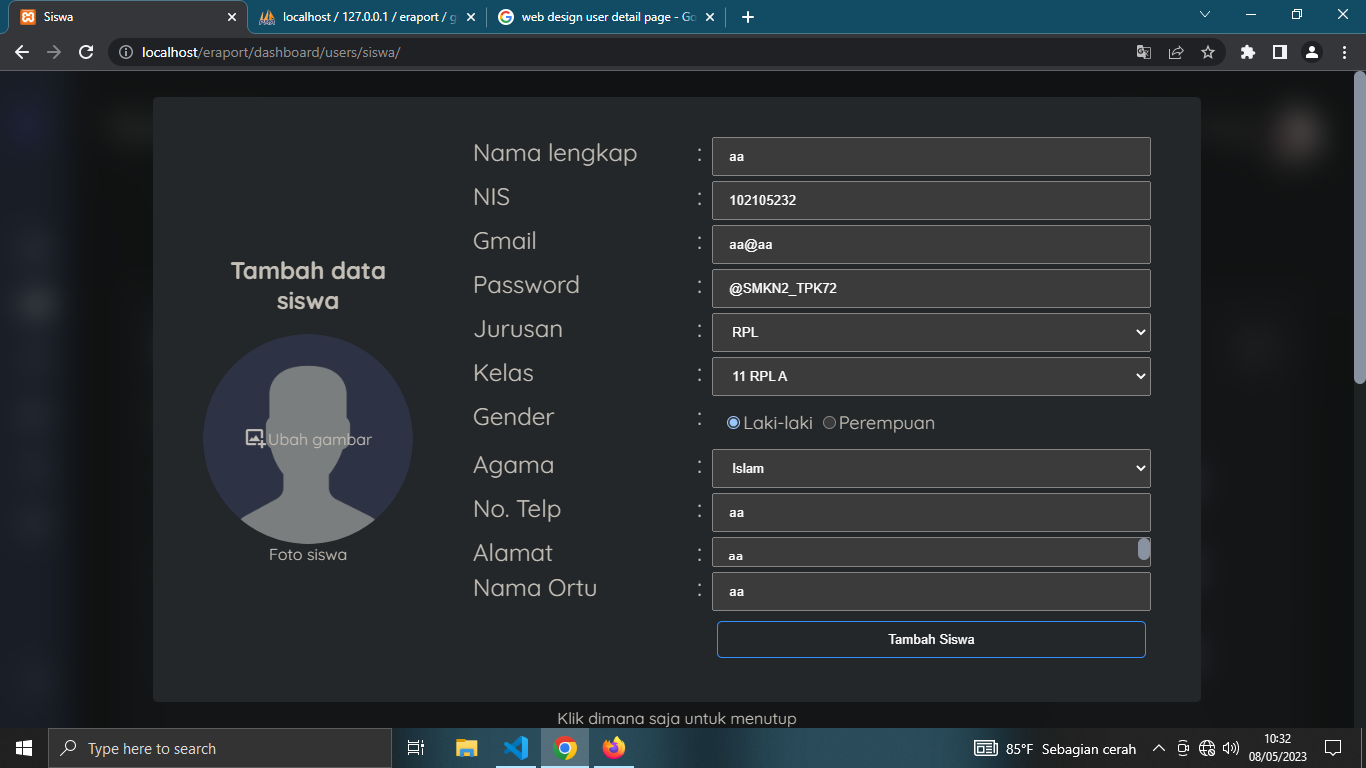 Siswa
localhost / 127.0.0.1 / eraport / g
web design user detail page - Go
localhost/eraport/dashboard/users/siswa/
Tambah data
siswa
Ubah gambar
Foto siswa
Nama lengkap : aa
NIS : 102105232
Gmail : aa@aa
Password : @SMKN2_TPK72
Jurusan : RPL
Kelas : 11 RPL A
Gender : Laki-laki Perempuan
Agama : Islam
No. Telp : aa
Alamat : aa
Nama Ortu : aa
Tambah Siswa
Klik dimana saja untuk menutup
Type here to search
85°F Sebagian cerah
10:32
08/05/2023